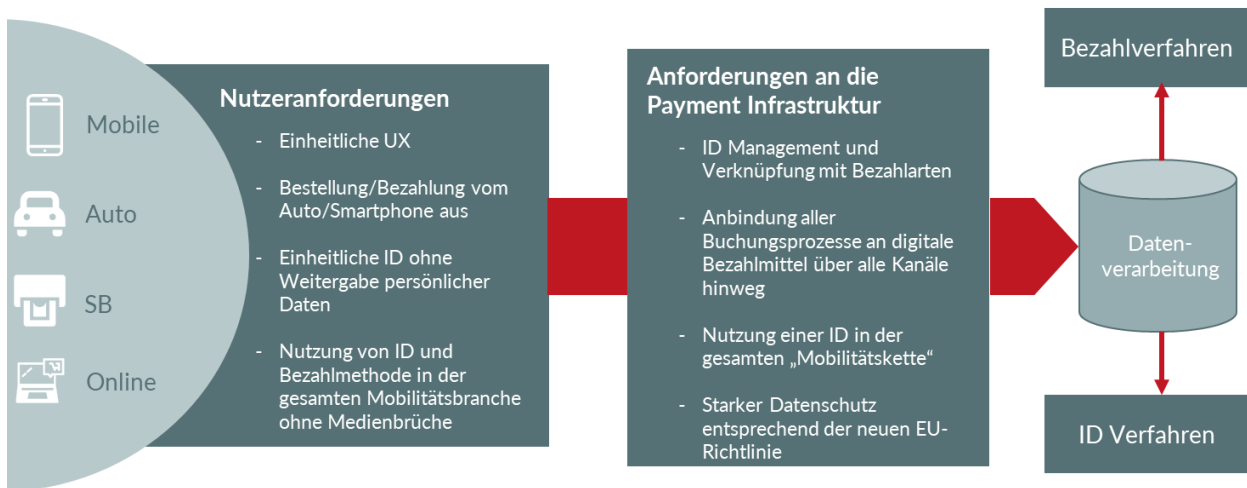 Mobile
Auto
SB
Online
Nutzeranforderungen
- Einheitliche UX
- Bestellung/Bezahlung vom
Auto/Smartphone aus
- Einheitliche ID ohne
Weitergabe persönlicher
Daten
- Nutzung von ID und
Bezahlmethode in der
gesamten Mobilitätsbranche
ohne Medienbrüche
Anforderungen an die
Payment Infrastruktur
- ID Management und
Verknüpfung mit Bezahlarten
- Anbindung aller
Buchungsprozesse an digitale
Bezahlmittel über alle Kanäle
hinweg
- Nutzung einer ID in der
gesamten „Mobilitätskette“
- Starker Datenschutz
entsprechend der neuen EU-
Richtlinie
Bezahlverfahren
Daten-
verarbeitung
ID Verfahren